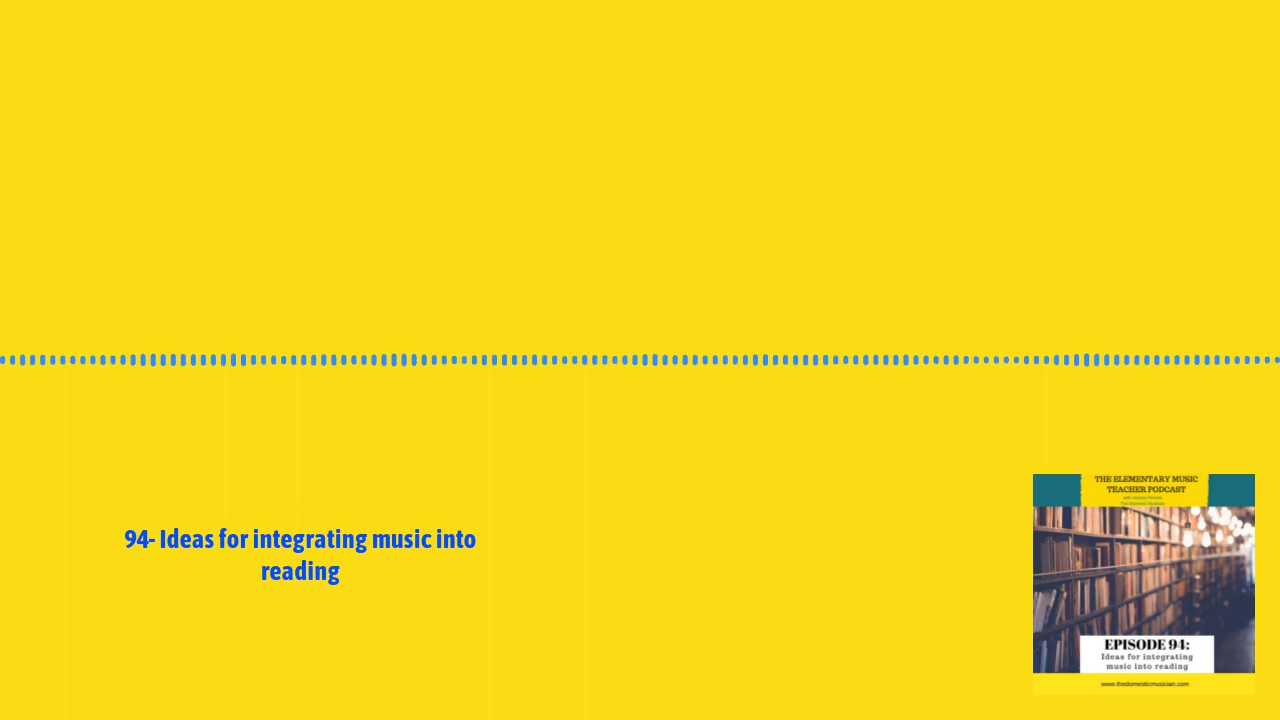 94- Ideas for integrating music into
reading
THE ELEMENTARY MUSIC
TEACHER PODCAST
EPISODE 94:
Ideas for integrating
music into reading
www.thedomesticmusician.com